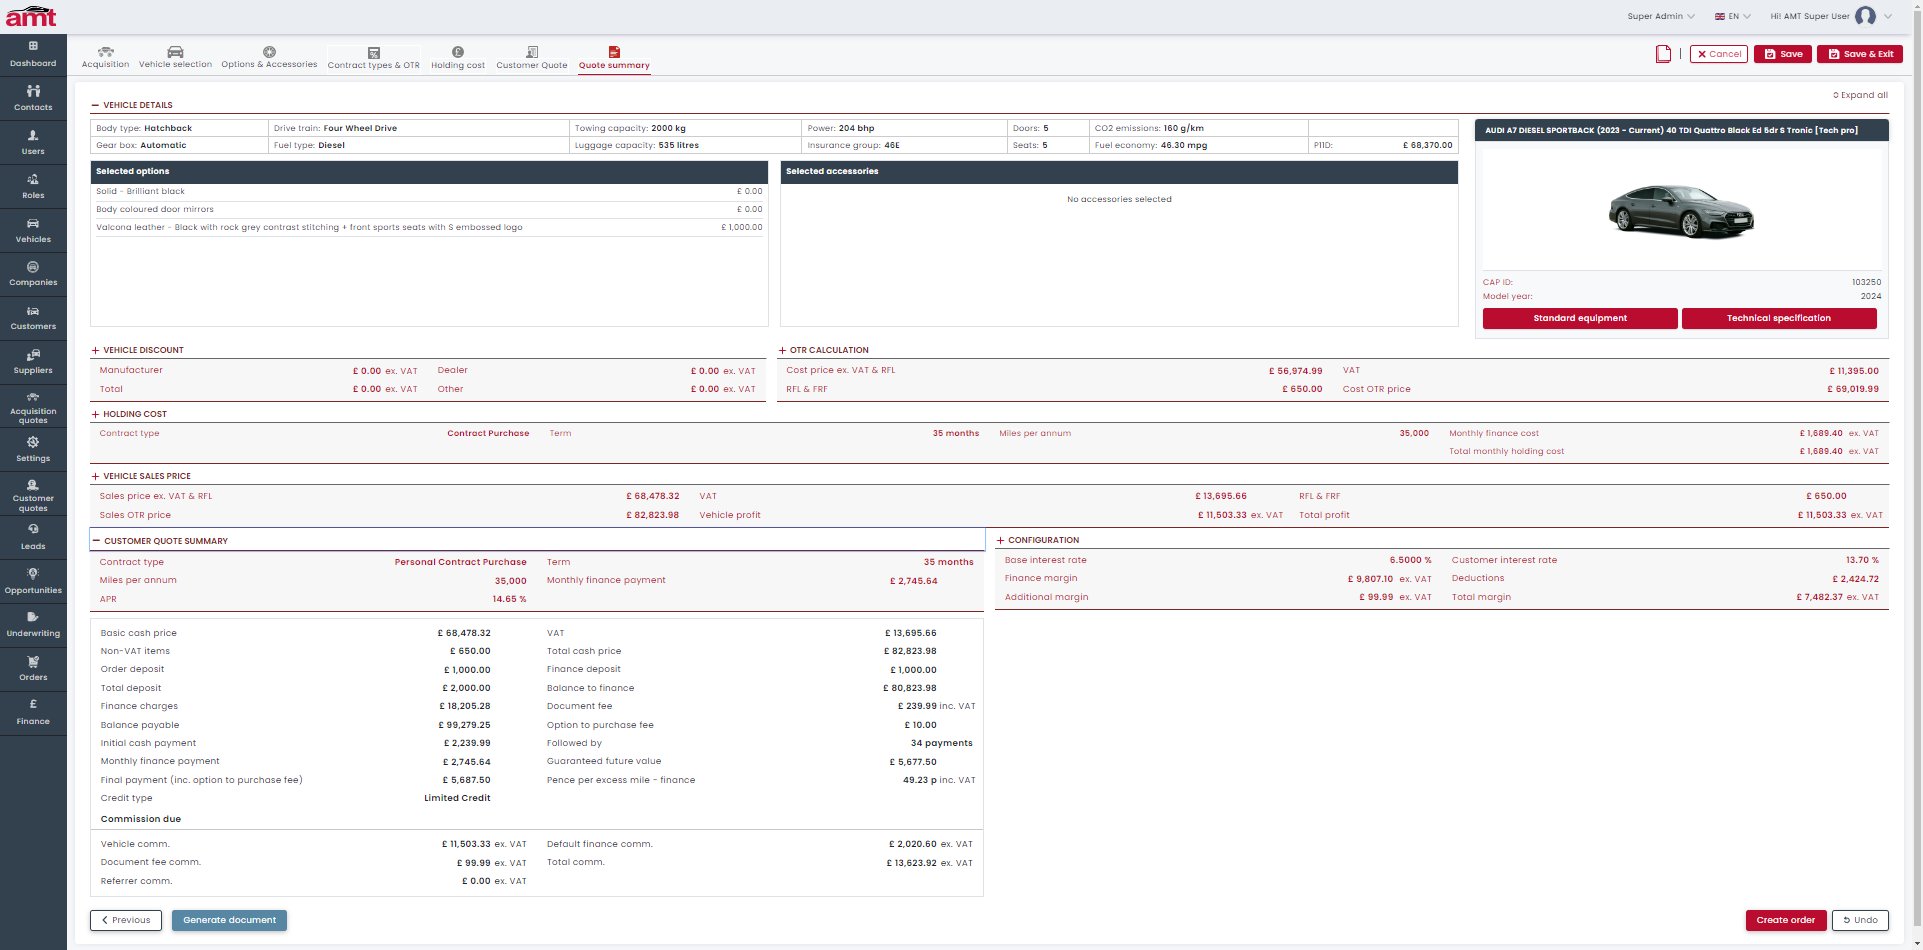 amt
Super Admin
EN
Hi! AMT Super User
Dashboard
Contacts
Users
Roles
Vehicles
Companies
Customers
Suppliers
Acquisition quotes
Settings
Customer quotes
Leads
Opportunities
Underwriting
Orders
Finance
Acquisition
Vehicle selection
Options & Accessories
Contract types & OTR
Holding cost
Customer Quote
Quote summary
Cancel
Save
Save & Exit
Expand all
VEHICLE DETAILS
Body type: Hatchback
Drive train: Four Wheel Drive
Towing capacity: 2000 kg
Power: 204 bhp
Doors: 5
CO2 emissions: 160 g/km
Gear box: Automatic
Fuel type: Diesel
Luggage capacity: 535 litres
Insurance group: 46E
Seats: 5
Fuel economy: 46.30 mpg
P11D: £ 68,370.00
Selected options
Solid - Brilliant black £ 0.00
Body coloured door mirrors £ 0.00
Valcona leather - Black with rock grey contrast stitching + front sports seats with S embossed logo £ 1,000.00
Selected accessories
No accessories selected
AUDI A7 DIESEL SPORTBACK (2023 - Current) 40 TDI Quattro Black Ed 5dr S Tronic [Tech pro]
CAP ID: 103250
Model year: 2024
Standard equipment
Technical specification
VEHICLE DISCOUNT
Manufacturer £ 0.00 ex. VAT Dealer £ 0.00 ex. VAT
Total £ 0.00 ex. VAT Other £ 0.00 ex. VAT
OTR CALCULATION
Cost price ex. VAT & RFL £ 56,974.99 VAT £ 11,395.00
RFL & FRF £ 650.00 Cost OTR price £ 69,019.99
HOLDING COST
Contract type Contract Purchase Term 35 months Miles per annum 35,000 Monthly finance cost £ 1,689.40 ex. VAT
Total monthly holding cost £ 1,689.40 ex. VAT
VEHICLE SALES PRICE
Sales price ex. VAT & RFL £ 68,478.32 VAT £ 13,695.66 RFL & FRF £ 650.00
Sales OTR price £ 82,823.98 Vehicle profit £ 11,503.33 ex. VAT Total profit £ 11,503.33 ex. VAT
CUSTOMER QUOTE SUMMARY
Contract type Personal Contract Purchase Term 35 months
Miles per annum 35,000 Monthly finance payment £ 2,745.64
APR 14.65 %
CONFIGURATION
Base interest rate 6.5000 % Customer interest rate 13.70 %
Finance margin £ 9,807.10 ex. VAT Deductions £ 2,424.72
Additional margin £ 99.99 ex. VAT Total margin £ 7,482.37 ex. VAT
Basic cash price £ 68,478.32 VAT £ 13,695.66
Non-VAT items £ 650.00 Total cash price £ 82,823.98
Order deposit £ 1,000.00 Finance deposit £ 1,000.00
Total deposit £ 2,000.00 Balance to finance £ 80,823.98
Finance charges £ 18,205.28 Document fee £ 239.99 inc. VAT
Balance payable £ 99,279.25 Option to purchase fee £ 10.00
Initial cash payment £ 2,239.99 Followed by 34 payments
Monthly finance payment £ 2,745.64 Guaranteed future value £ 5,677.50
Final payment (inc. option to purchase fee) £ 5,687.50 Pence per excess mile - finance 49.23 p inc. VAT
Credit type Limited Credit
Commission due
Vehicle comm. £ 11,503.33 ex. VAT Default finance comm. £ 2,020.60 ex. VAT
Document fee comm. £ 99.99 ex. VAT Total comm. £ 13,623.92 ex. VAT
Referrer comm. £ 0.00 ex. VAT
Previous
Generate document
Create order
Undo